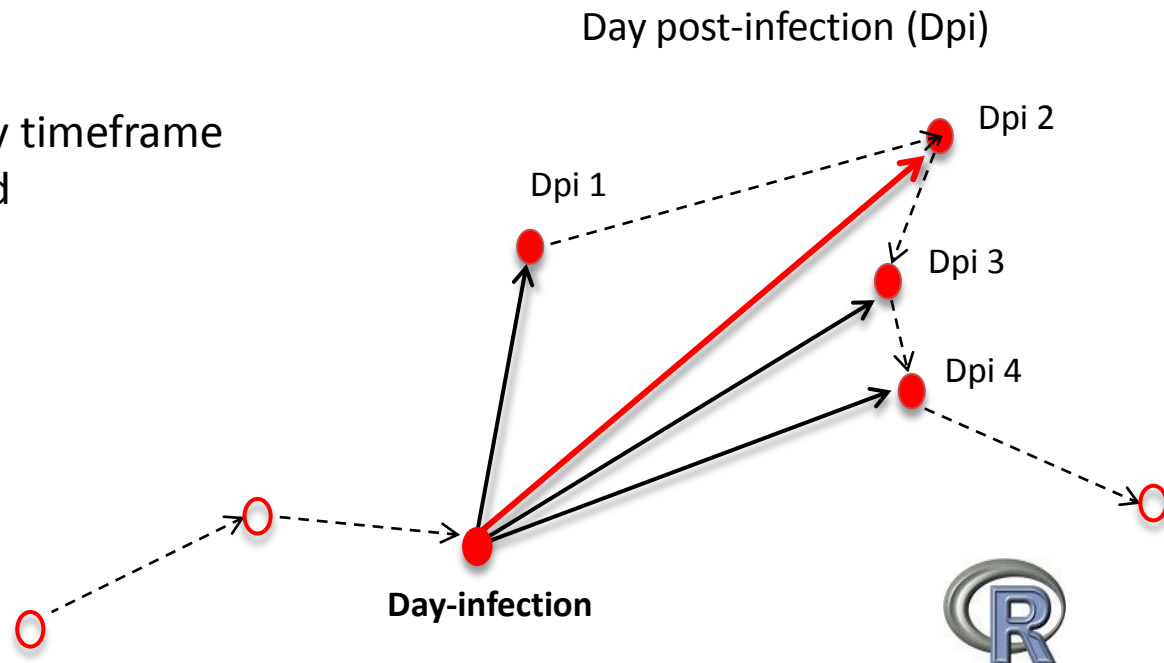 Day post-infection (Dpi)
timeframe
Dpi 2
Dpi 1
Dpi 3
Dpi 4
Day-infection
R